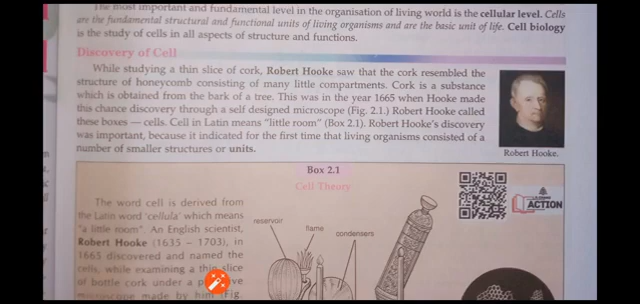 The most important and fundamental level in the organisation of living world is the cellular level. Cells
are the fundamental structural and functional units of living organisms and are the basic unit of life. Cell biology
is the study of cells in all aspects of structure and functions.
Discovery of Cell
While studying a thin slice of cork, Robert Hooke saw that the cork resembled the
structure of honeycomb consisting of many little compartments. Cork is a substance
which is obtained from the bark of a tree. This was in the year 1665 when Hooke made
this chance discovery through a self designed microscope (Fig. 2.1.) Robert Hooke called
these boxes — cells. Cell in Latin means "little room" (Box 2.1). Robert Hooke's discovery
was important, because it indicated for the first time that living organisms consisted of a
number of smaller structures or units.
Robert Hooke.
Box 2.1
Cell Theory
The word cell is derived from
the Latin word 'cellula' which means
"a little room". An English scientist,
Robert Hooke (1635 – 1703), in
1665 discovered and named the
cells, while examining a thin slice
of bottle cork under a
microscope made by him (Fig.
reservoir
flame
condensers
ACTION